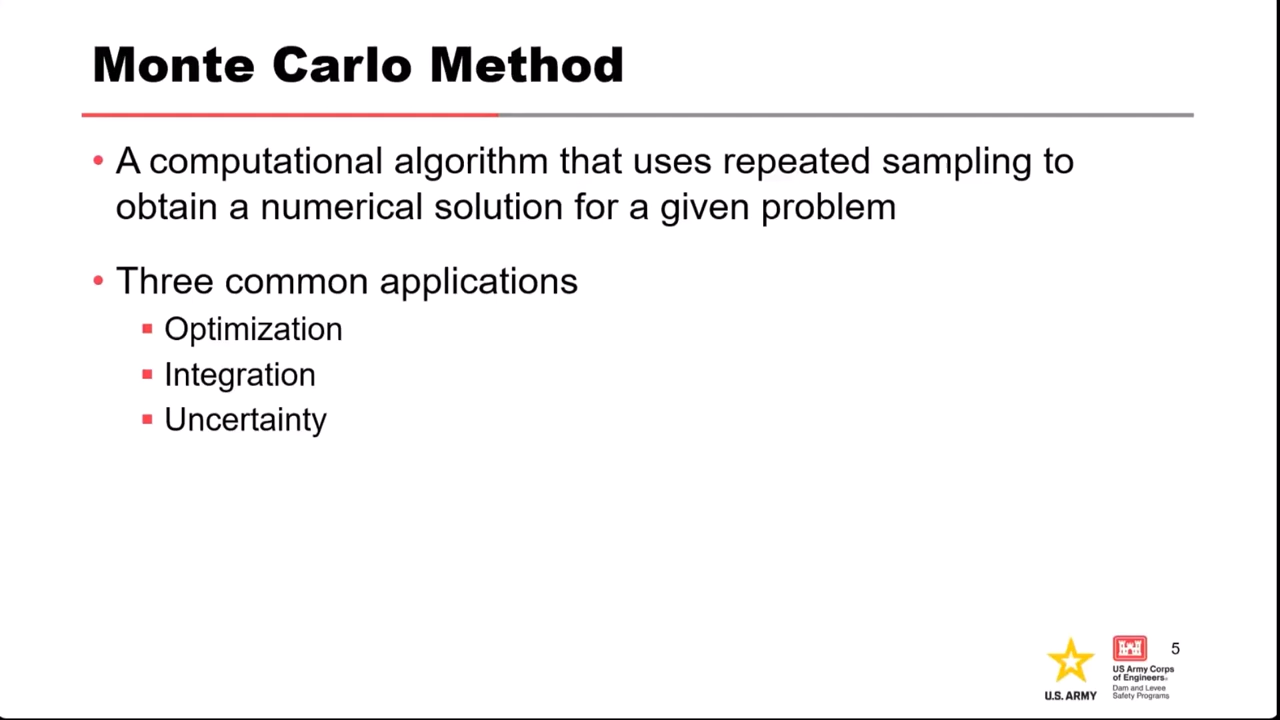 Monte Carlo Method
• A computational algorithm that uses repeated sampling to
obtain a numerical solution for a given problem
• Three common applications
▪ Optimization
▪ Integration
▪ Uncertainty
5
U.S. ARMY
US Army Corps
of Engineers®
Dam and Levee
Safety Programs